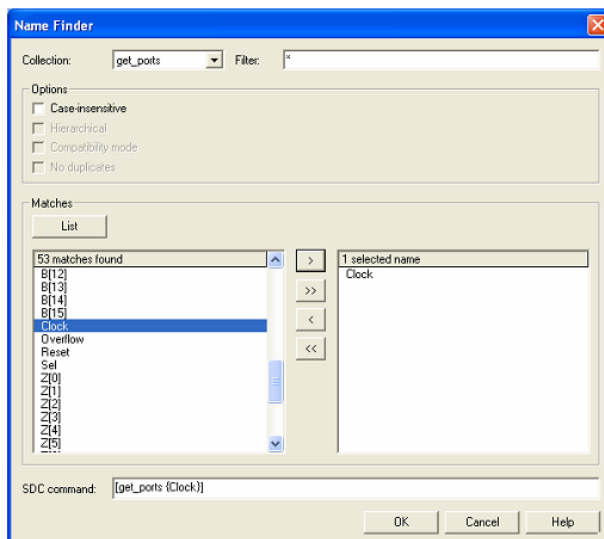 Name Finder
Collection: get_ports Filter: *
Options
Case-insensitive
Hierarchical
Compatibility mode
No duplicates
Matches
List
53 matches found
B[12]
B[13]
B[14]
B[15]
Clock
Overflow
Reset
Sel
Z[0]
Z[1]
Z[2]
Z[3]
Z[4]
Z[5]
>
>>
<
<<
1 selected name
Clock
SDC command: [get_ports {Clock}]
OK Cancel Help